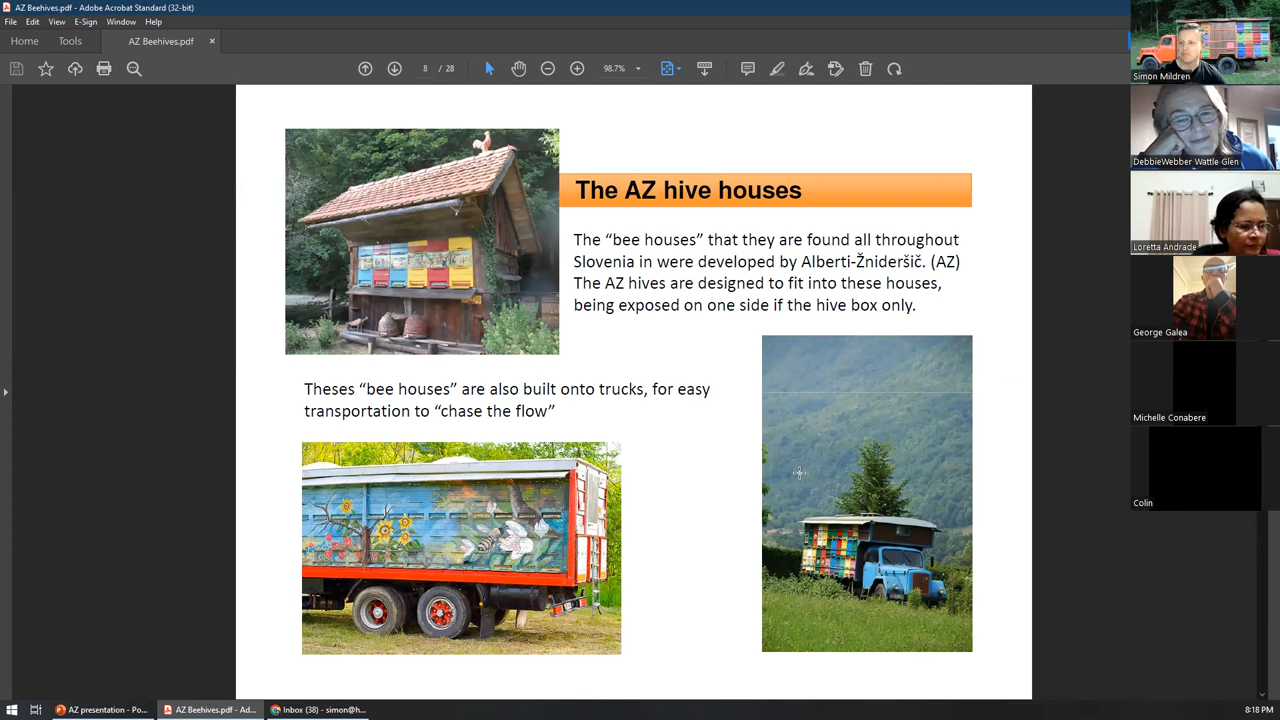 AZ Beehives.pdf - Adobe Acrobat Standard (32-bit)
File Edit View E-Sign Window Help
Home Tools AZ Beehives.pdf ×
8 / 28 98.7%
The AZ hive houses
The “bee houses” that they are found all throughout
Slovenia in were developed by Alberti-Žnideršič. (AZ)
The AZ hives are designed to fit into these houses,
being exposed on one side if the hive box only.
Theses “bee houses” are also built onto trucks, for easy
transportation to “chase the flow”
Simon Mildren
DebbieWebber Wattle Glen
Loretta Andrade
George Galea
Michelle Conabere
Colin
AZ presentation - Po...
AZ Beehives.pdf - Ad...
Inbox (38) - simon@h...
8:18 PM